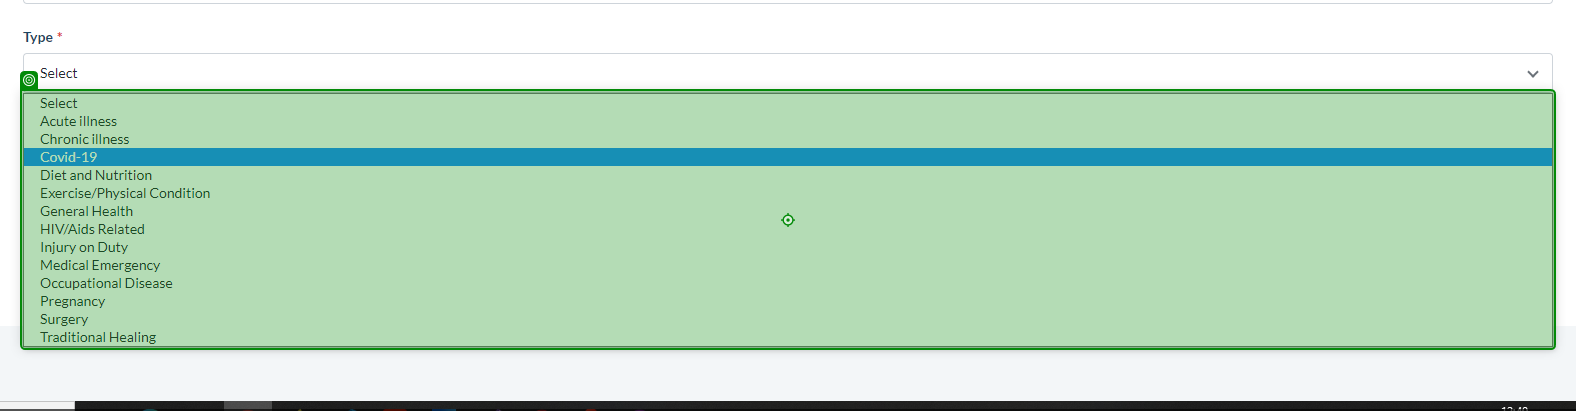 Type *
Select
Select
Acute illness
Chronic illness
Covid-19
Diet and Nutrition
Exercise/Physical Condition
General Health
HIV/Aids Related
Injury on Duty
Medical Emergency
Occupational Disease
Pregnancy
Surgery
Traditional Healing